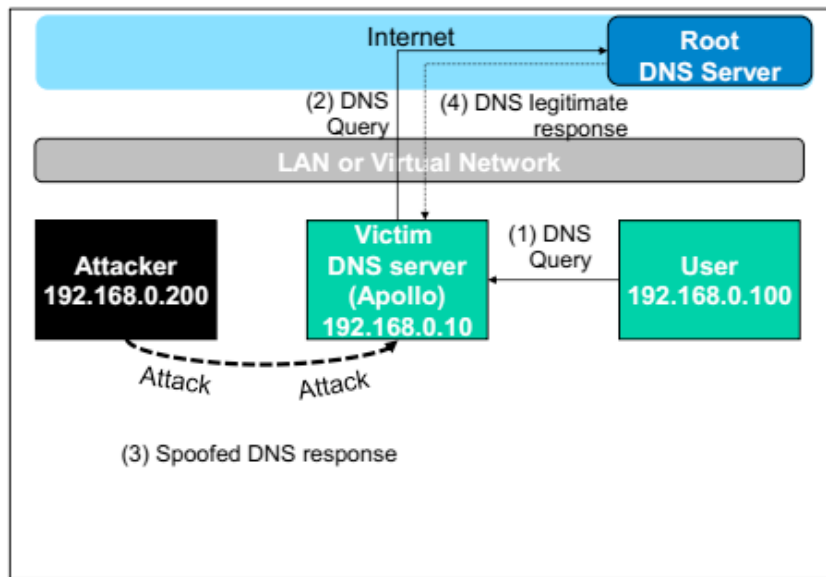 Internet
Root
DNS Server
(2) DNS
Query
(4) DNS legitimate
response
LAN or Virtual Network
Attacker
192.168.0.200
Victim
DNS server
(Apollo)
192.168.0.10
(1) DNS
Query
User
192.168.0.100
Attack
Attack
(3) Spoofed DNS response